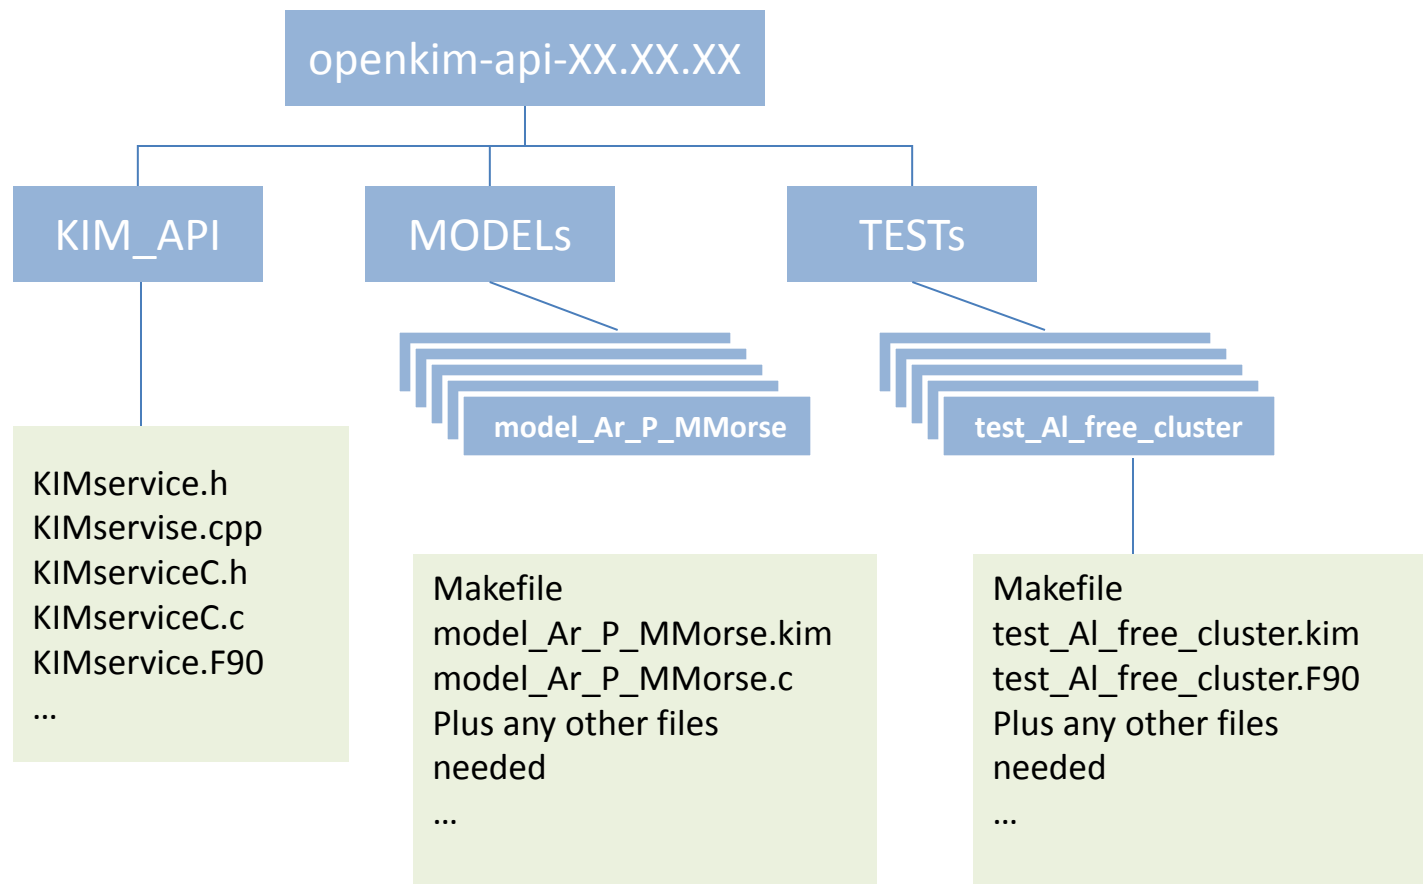 openkim-api-XX.XX.XX
KIM_API
MODELs
TESTs
model_Ar_P_MMorse
test_Al_free_cluster
KIMservice.h
KIMservise.cpp
KIMserviceC.h
KIMserviceC.c
KIMservice.F90
…
Makefile
model_Ar_P_MMorse.kim
model_Ar_P_MMorse.c
Plus any other files
needed
…
Makefile
test_Al_free_cluster.kim
test_Al_free_cluster.F90
Plus any other files
needed
…